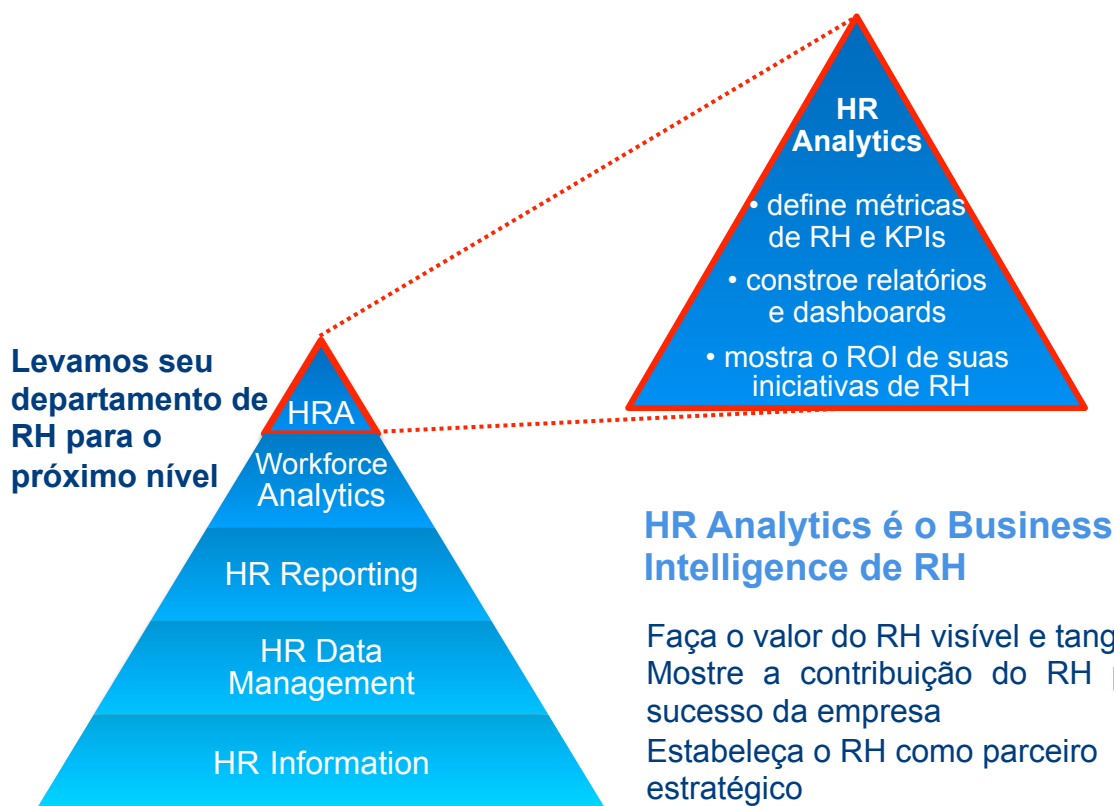 HR
Analytics
• define métricas
de RH e KPIs
• constroe relatórios
e dashboards
• mostra o ROI de suas
iniciativas de RH
Levamos seu
departamento de
RH para o
próximo nível
HRA
Workforce
Analytics
HR Reporting
HR Data
Management
HR Information
HR Analytics é o Business
Intelligence de RH
Faça o valor do RH visível e
Mostre a contribuição do RH
sucesso da empresa
Estabeleça o RH como parceiro
estratégico